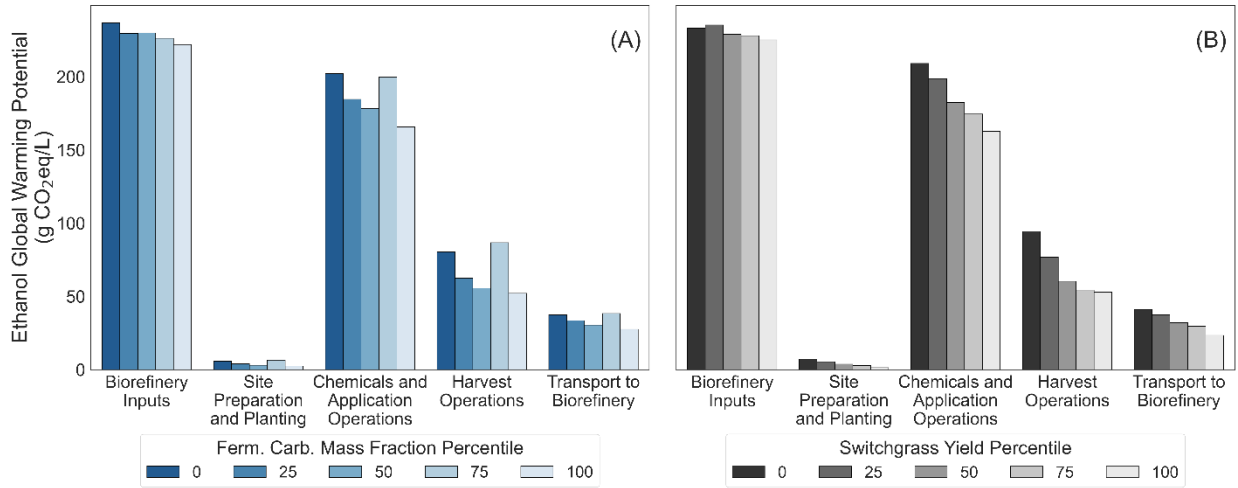 Ethanol Global Warming Potential
(g CO₂eq/L)
200
150
100
50
0
(A)
(B)
Biorefinery
Inputs
Site
Preparation
and Planting
Chemicals and
Application
Operations
Harvest
Operations
Transport to
Biorefinery
Biorefinery
Inputs
Site
Preparation
and Planting
Chemicals and
Application
Operations
Harvest
Operations
Transport to
Biorefinery
Ferm. Carb. Mass Fraction Percentile
0 25 50 75 100
Switchgrass Yield Percentile
0 25 50 75 100